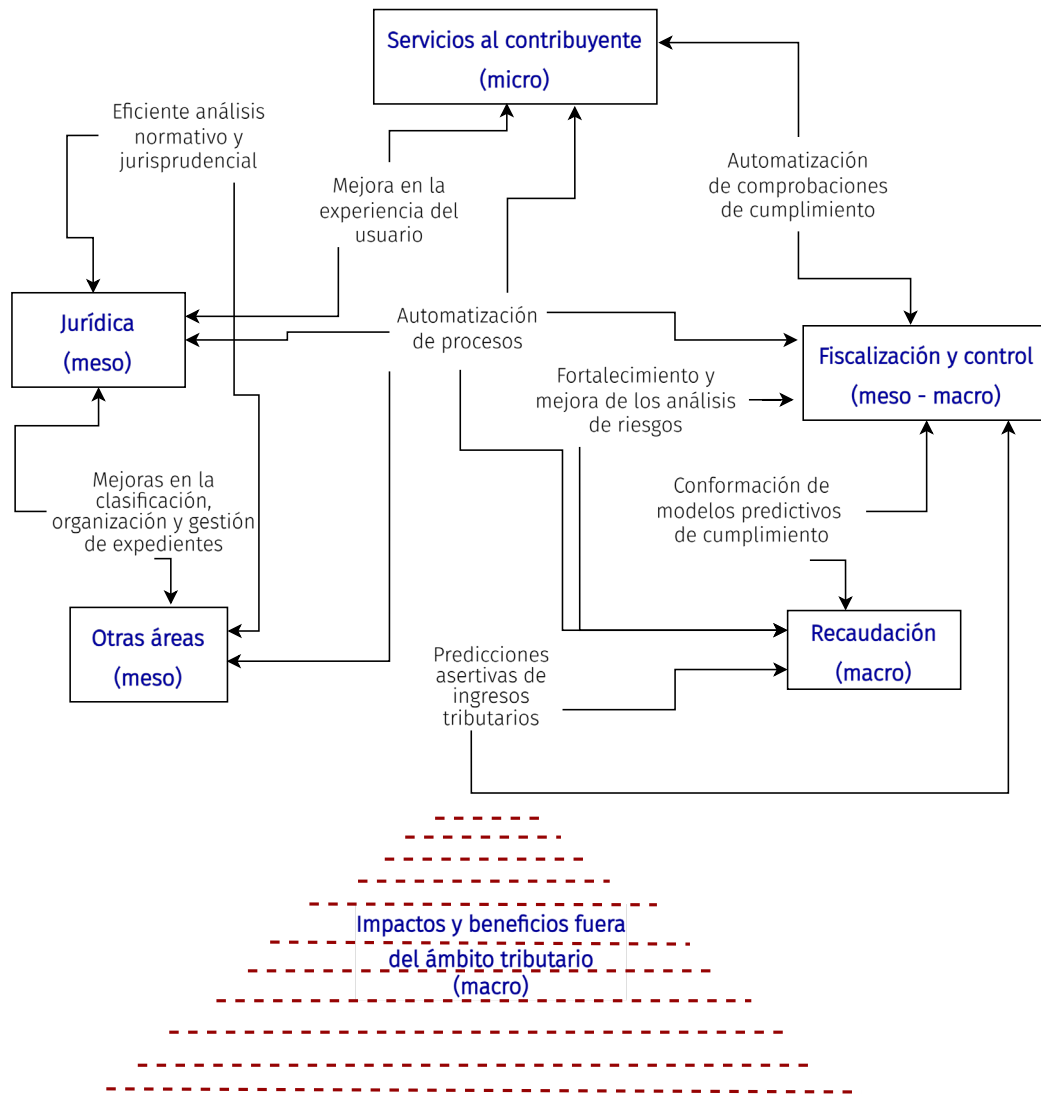 Servicios al contribuyente
(micro)
Eficiente análisis
normativo y
jurisprudencial
Mejora en la
experiencia del
usuario
Automatización
de comprobaciones
de cumplimiento
Jurídica
(meso)
Automatización
de procesos
Fiscalización y control
(meso - macro)
Fortalecimiento y
mejora de los análisis
de riesgos
Mejoras en la
clasificación,
organización y gestión
de expedientes
Conformación de
modelos predictivos
de cumplimiento
Otras áreas
(meso)
Recaudación
(macro)
Predicciones
asertivas de
ingresos
tributarios
Impactos y beneficios fuera
del ámbito tributario
(macro)